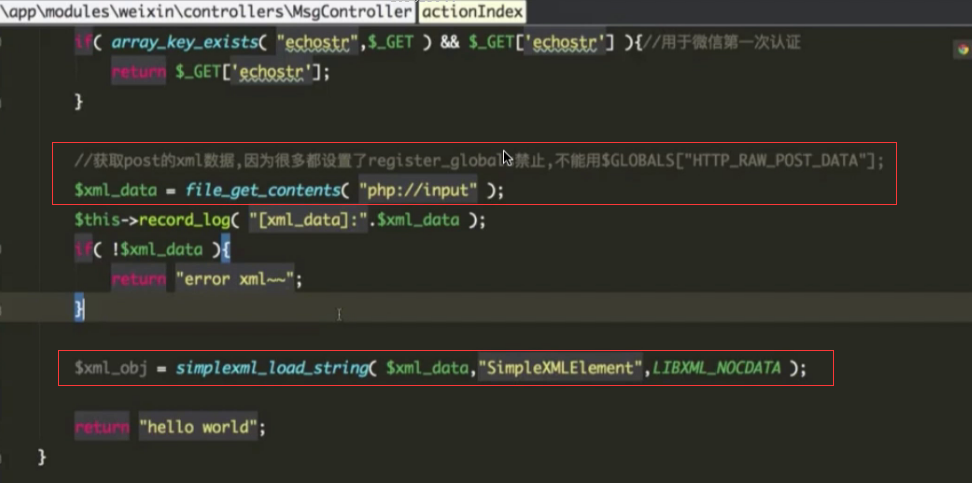 \app\modules\weixin\controllers\MsgController actionIndex
if( array_key_exists( "echostr",$_GET ) && $_GET['echostr'] ){//用于微信第一次认证
return $_GET['echostr'];
}
//获取post的xml数据,因为很多都设置了register_globals禁止,不能用$GLOBALS["HTTP_RAW_POST_DATA"];
$xml_data = file_get_contents( "php://input" );
$this->record_log( "[xml_data]:".$xml_data );
if( !$xml_data ){
return "error xml~~";
}
$xml_obj = simplexml_load_string( $xml_data,"SimpleXMLElement",LIBXML_NOCDATA );
return "hello world";
}